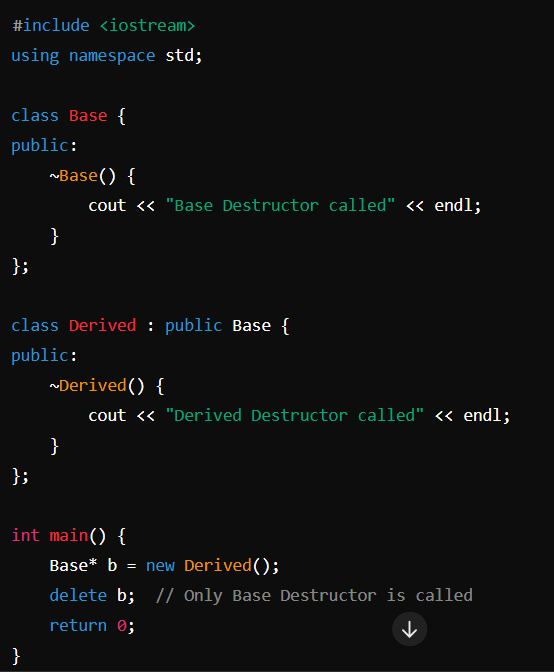 #include <iostream>
using namespace std;

class Base {
public:
    ~Base() {
        cout << "Base Destructor called" << endl;
    }
};

class Derived : public Base {
public:
    ~Derived() {
        cout << "Derived Destructor called" << endl;
    }
};

int main() {
    Base* b = new Derived();
    delete b;  // Only Base Destructor is called
    return 0;
}